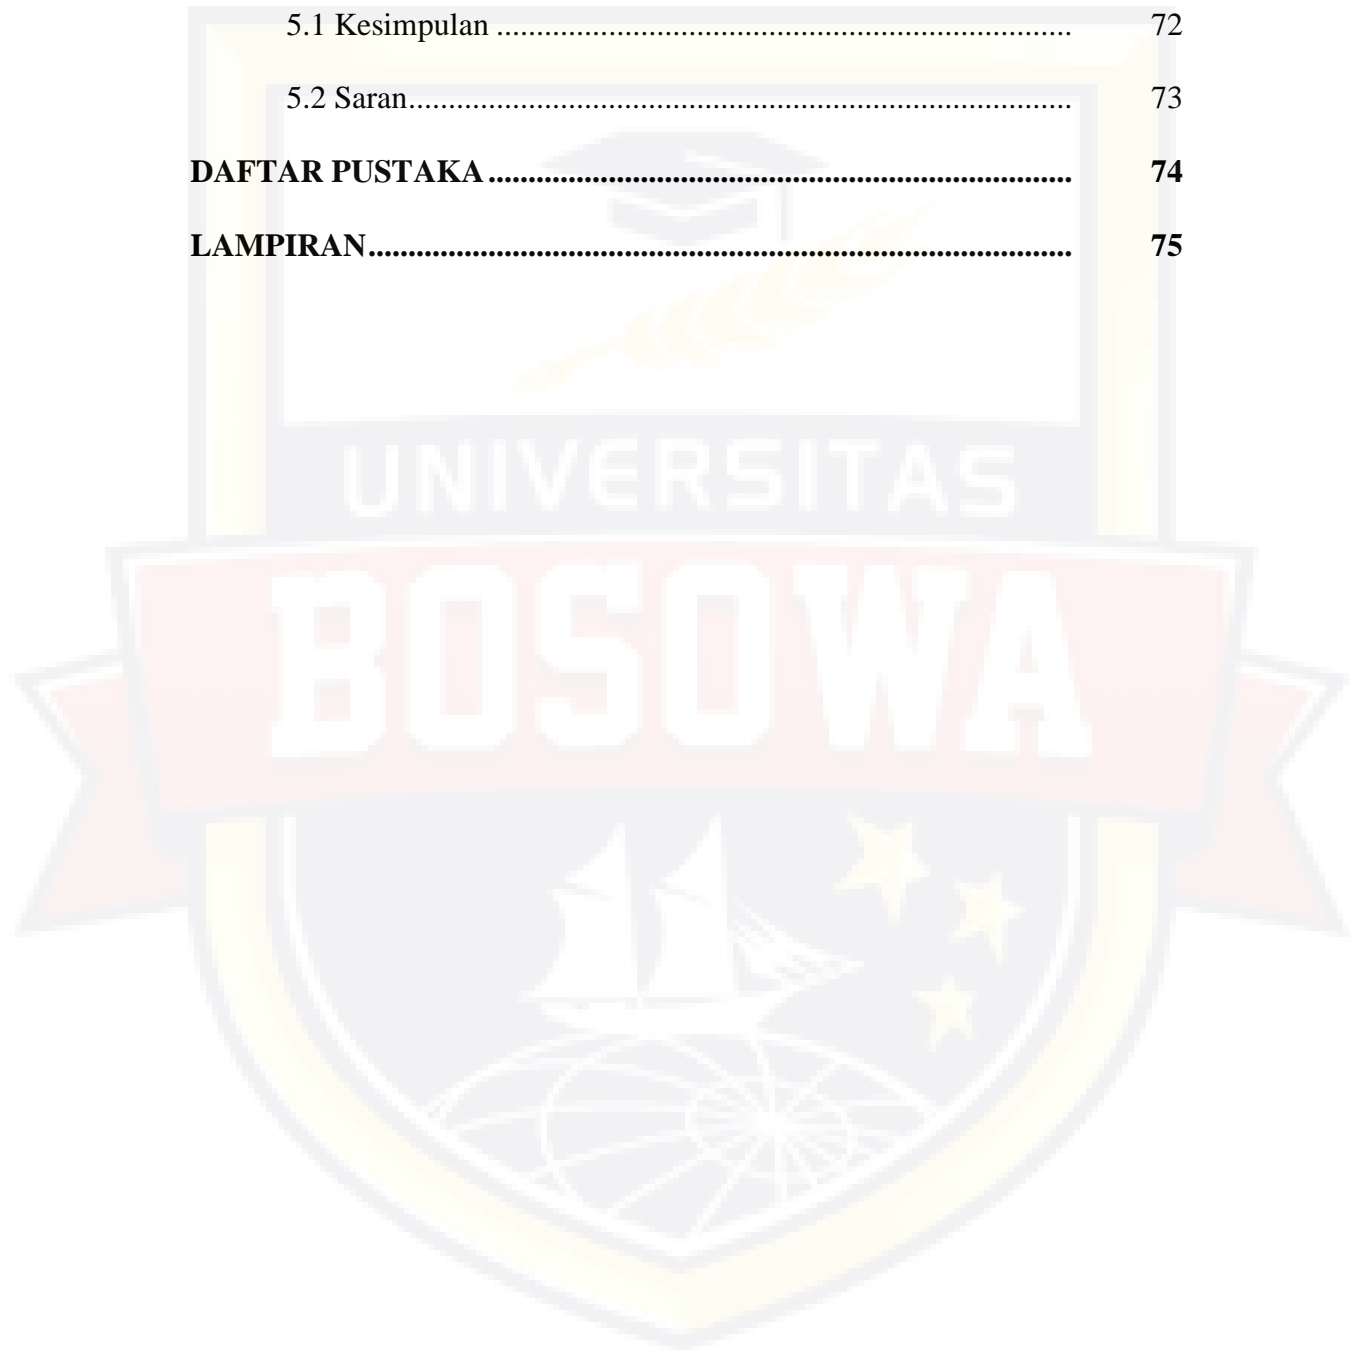 5.1 Kesimpulan ........................................................................ 72
5.2 Saran................................................................................... 73
DAFTAR PUSTAKA ......................................................................... 74
LAMPIRAN........................................................................................ 75
UNIVERSITAS
BOSOWA